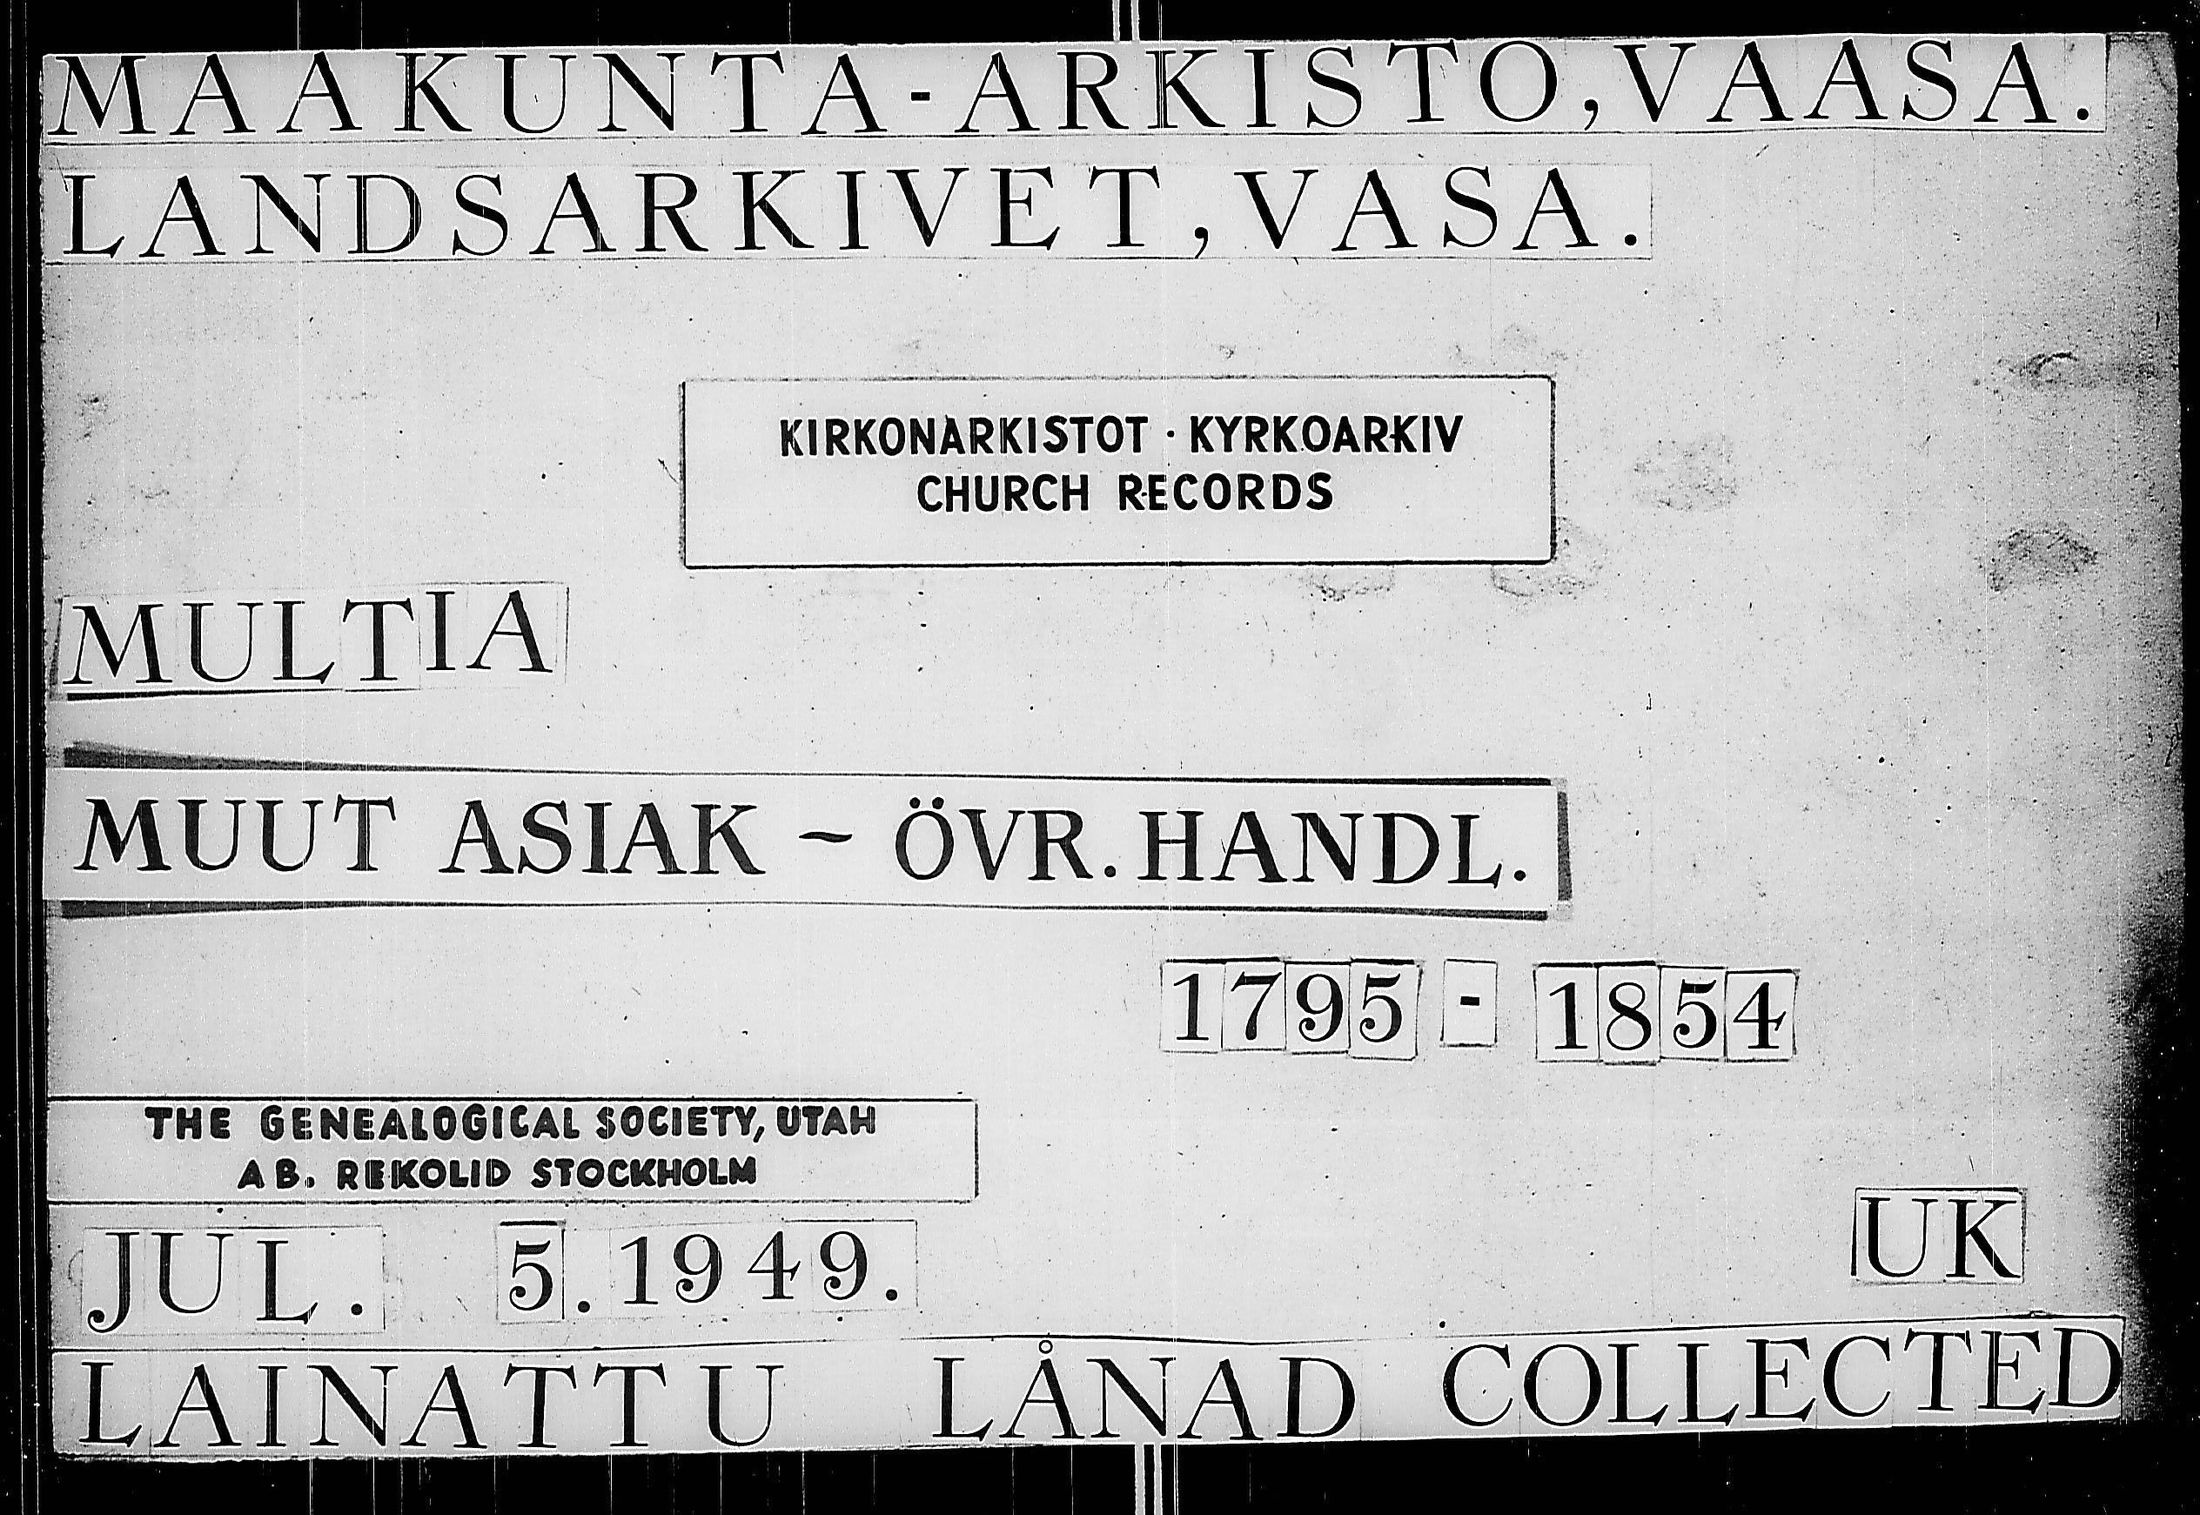 MAAKUNTA-ARKISTO, VAASA.
LANDSARKIVET, VASA.
KIRKONARKISTOT · KYRKOARKIV
CHURCH RECORDS
MULTIA
MUUT ASIAK ~ ÖVR. HANDL.
1795 - 1854
THE GENEALOGICAL SOCIETY, UTAH
AB. REKOLID STOCKHOLM
UK
JUL. 5. 1949.
LAINATTU LÅNAD COLLECTED